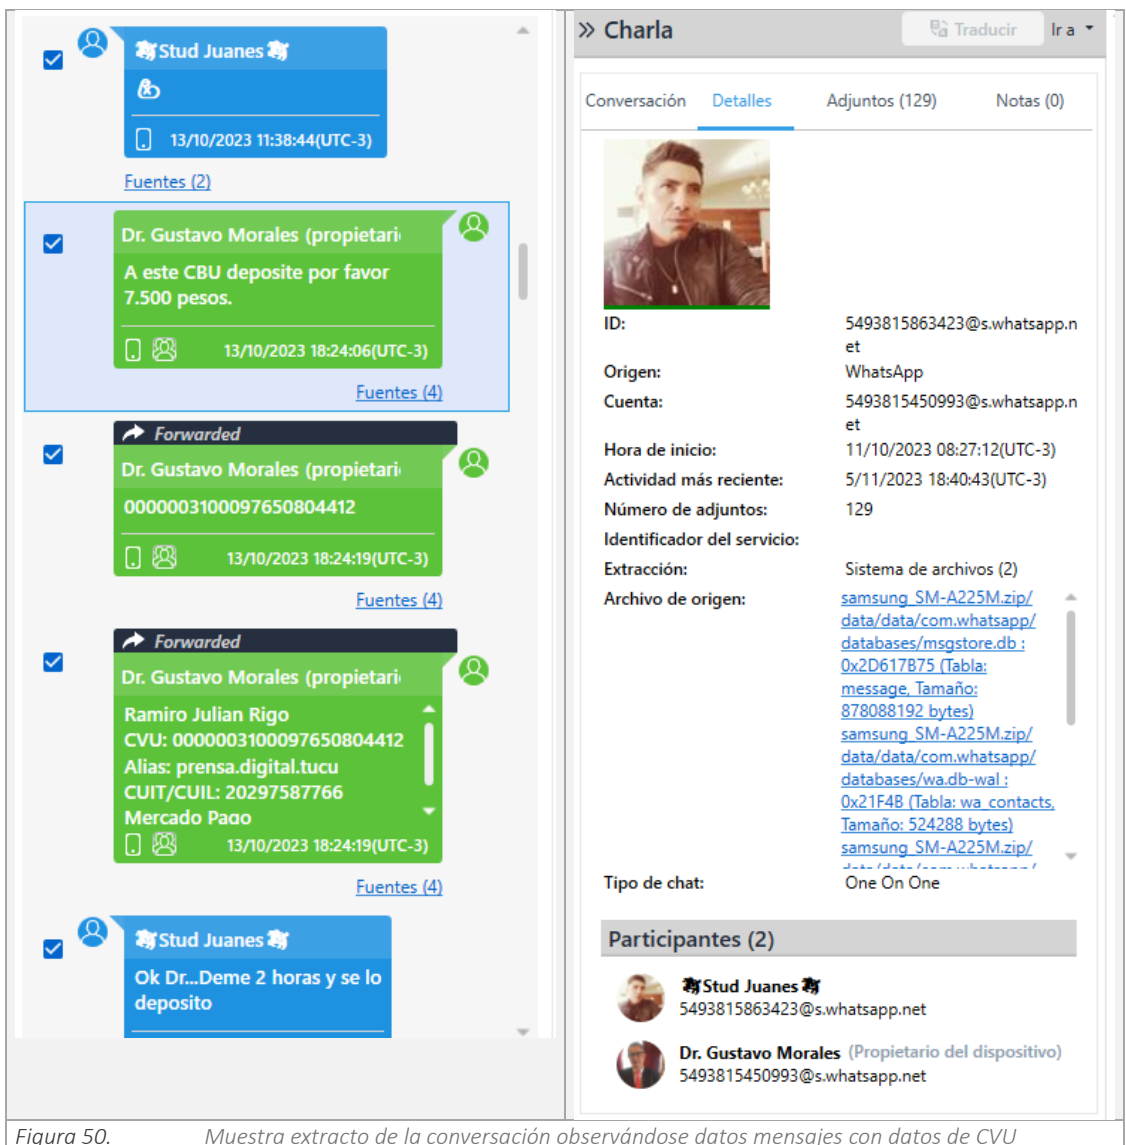 Stud Juanes
13/10/2023 11:38:44(UTC-3)
Fuentes (2)
Dr. Gustavo Morales (propietari
A este CBU deposite por favor
7.500 pesos.
13/10/2023 18:24:06(UTC-3)
Fuentes (4)
Forwarded
Dr. Gustavo Morales (propietari
0000003100097650804412
13/10/2023 18:24:19(UTC-3)
Fuentes (4)
Forwarded
Dr. Gustavo Morales (propietari
Ramiro Julian Rigo
CVU: 0000003100097650804412
Alias: prensa.digital.tucu
CUIT/CUIL: 20297587766
Mercado Pago
13/10/2023 18:24:19(UTC-3)
Fuentes (4)
Stud Juanes
Ok Dr...Deme 2 horas y se lo
deposito
» Charla
Traducir
Ir a
Conversación Detalles Adjuntos (129) Notas (0)
ID: 5493815863423@s.whatsapp.n
et
Origen: WhatsApp
Cuenta: 5493815450993@s.whatsapp.n
et
Hora de inicio: 11/10/2023 08:27:12(UTC-3)
Actividad más reciente: 5/11/2023 18:40:43(UTC-3)
Número de adjuntos: 129
Identificador del servicio:
Extracción: Sistema de archivos (2)
Archivo de origen: samsung_SM-A225M.zip/
data/data/com.whatsapp/
databases/msgstore.db :
0x2D617B75 (Tabla:
message, Tamaño:
878088192 bytes)
samsung_SM-A225M.zip/
data/data/com.whatsapp/
databases/wa.db-wal :
0x21F4B (Tabla: wa_contacts,
Tamaño: 524288 bytes)
samsung_SM-A225M.zip/
data/data/com.whatsapp/
Tipo de chat: One On One
Participantes (2)
Stud Juanes
5493815863423@s.whatsapp.net
Dr. Gustavo Morales (Propietario del dispositivo)
5493815450993@s.whatsapp.net
Figura 50. Muestra extracto de la conversación observándose datos mensajes con datos de CVU